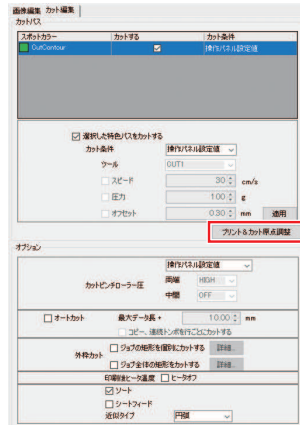 画像編集 カット編集
カットパス
スポットカラー カットする カット条件
CutContour 操作パネル設定値
選択した特色パスをカットする
カット条件 操作パネル設定値
ツール CUT1
スピード 30 cm/s
圧力 100 g
オフセット 0.30 mm 適用
プリント&カット原点調整
オプション
操作パネル設定値
カットピンチローラー圧 両端 HIGH
中間 OFF
オートカット 最大データ長+ 10.00 mm
コピー、連続トンボを行ごとにカットする
外枠カット ジョブの矩形を個別にカットする 詳細...
ジョブ全体の矩形をカットする 詳細...
印刷後ヒータ温度 ヒータオフ
ソート
シートフィード
近似タイプ 円弧